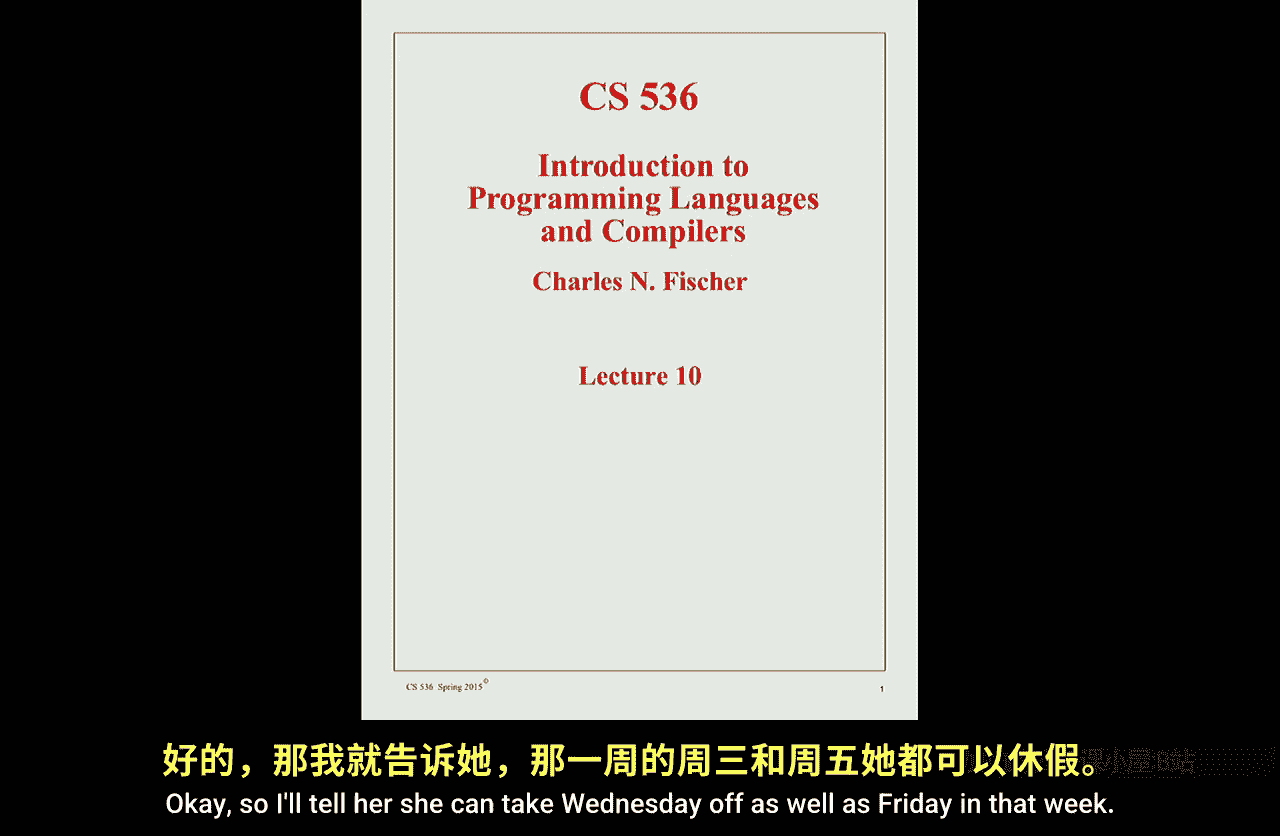 CS 536
Introduction to
Programming Languages
and Compilers
Charles N. Fischer
Lecture 10
CS 536 Spring 2015©
1
好的，那我就告诉她，那一周的周三和周五她都可以休假。
Okay, so I'll tell her she can take Wednesday off as well as Friday in that week.